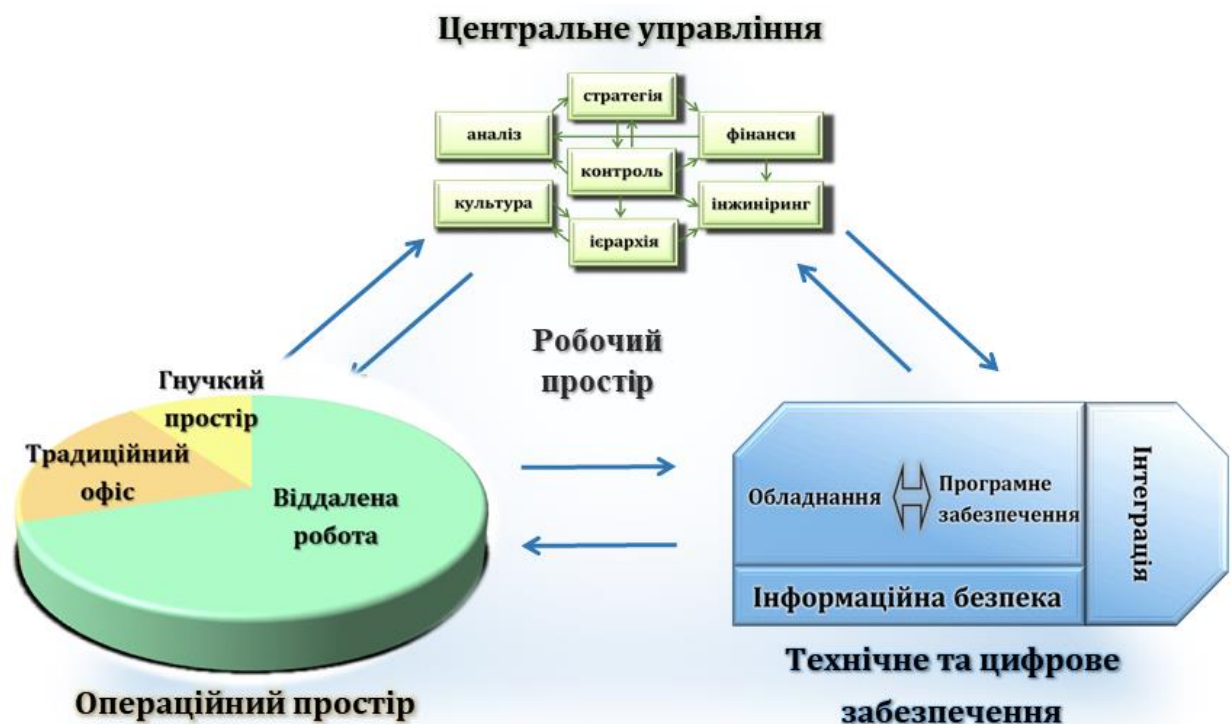 Центральне управління
стратегія
аналіз
фінанси
контроль
культура
інжиніринг
ієрархія
Робочий
простір
Гнучкий
простір
Традиційний
офіс
Віддалена
робота
Обладнання
Програмне
забезпечення
Інтеграція
Інформаційна безпека
Операційний простір
Технічне та цифрове
забезпечення